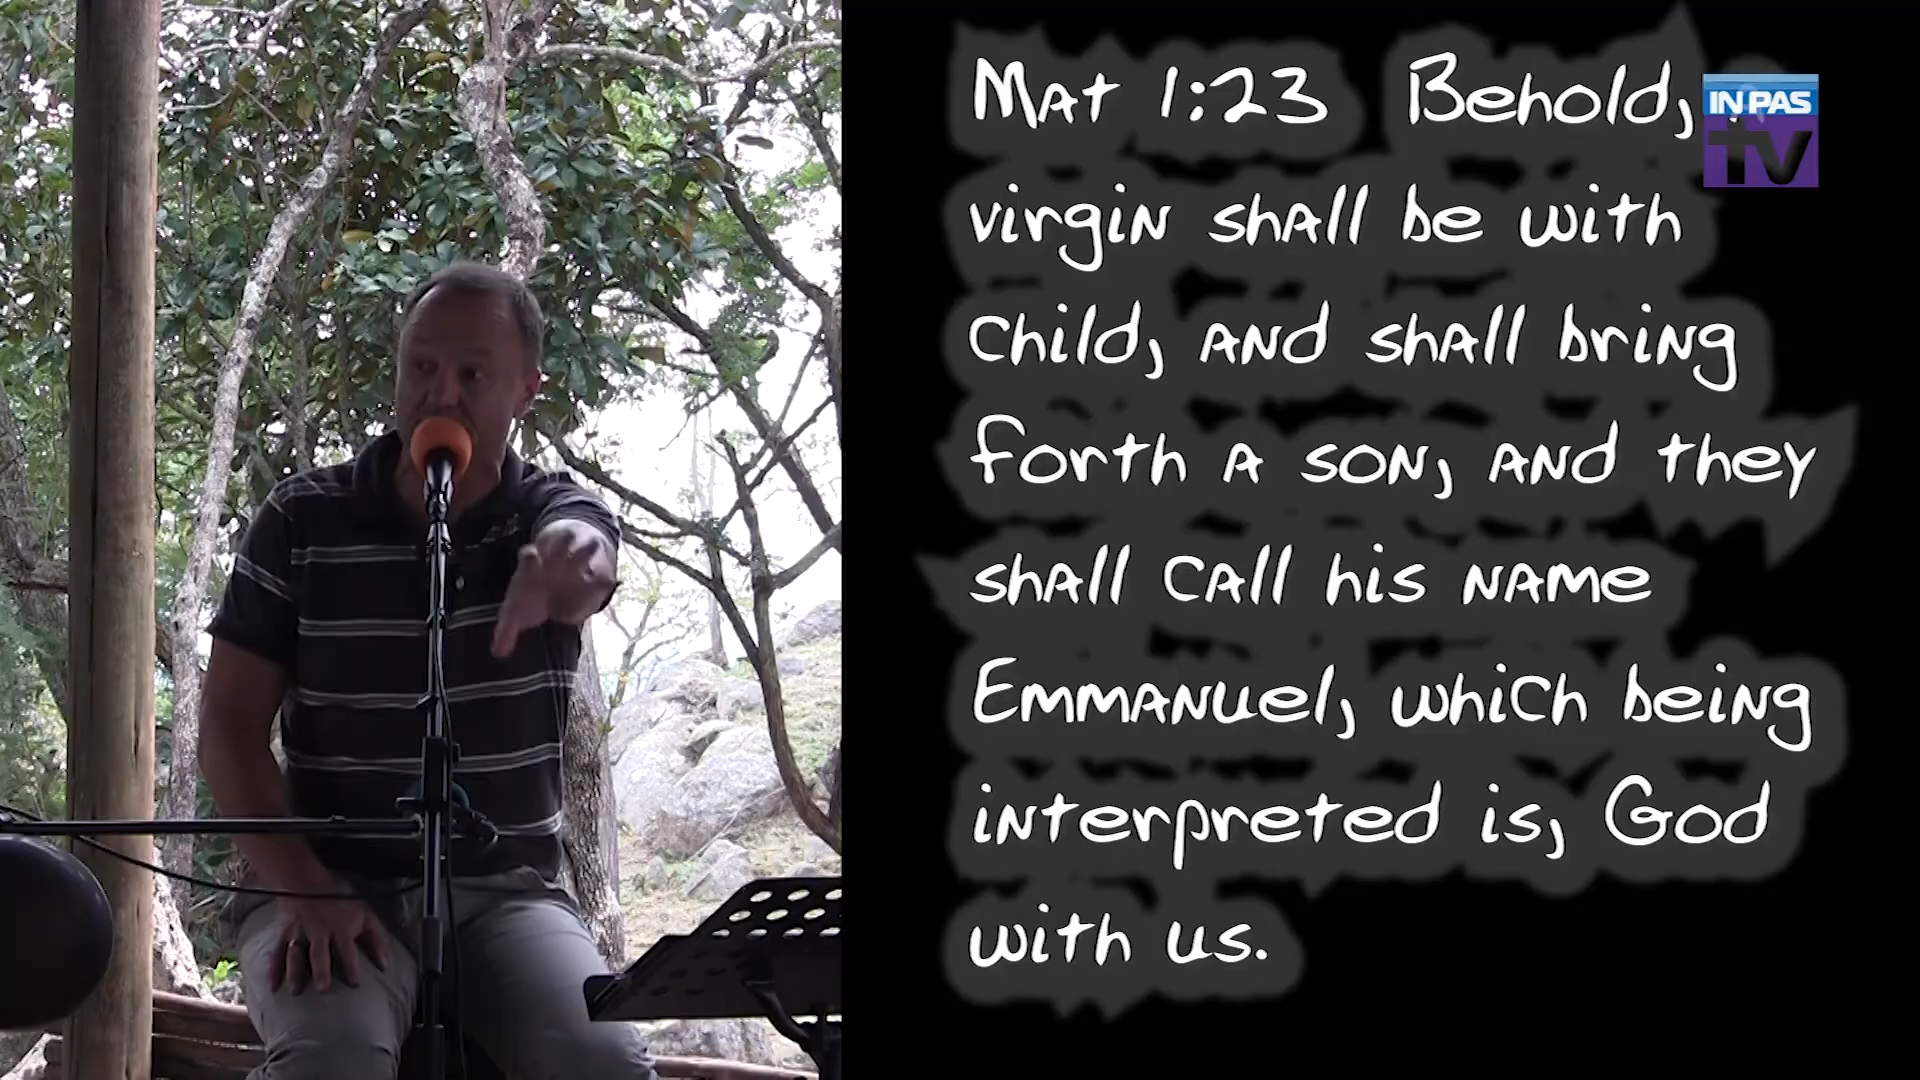 Mat 1:23 Behold,
virgin shall be with
child, and shall bring
forth a son, and they
shall call his name
Emmanuel, which being
interpreted is, God
with us.
IN PAS
tv